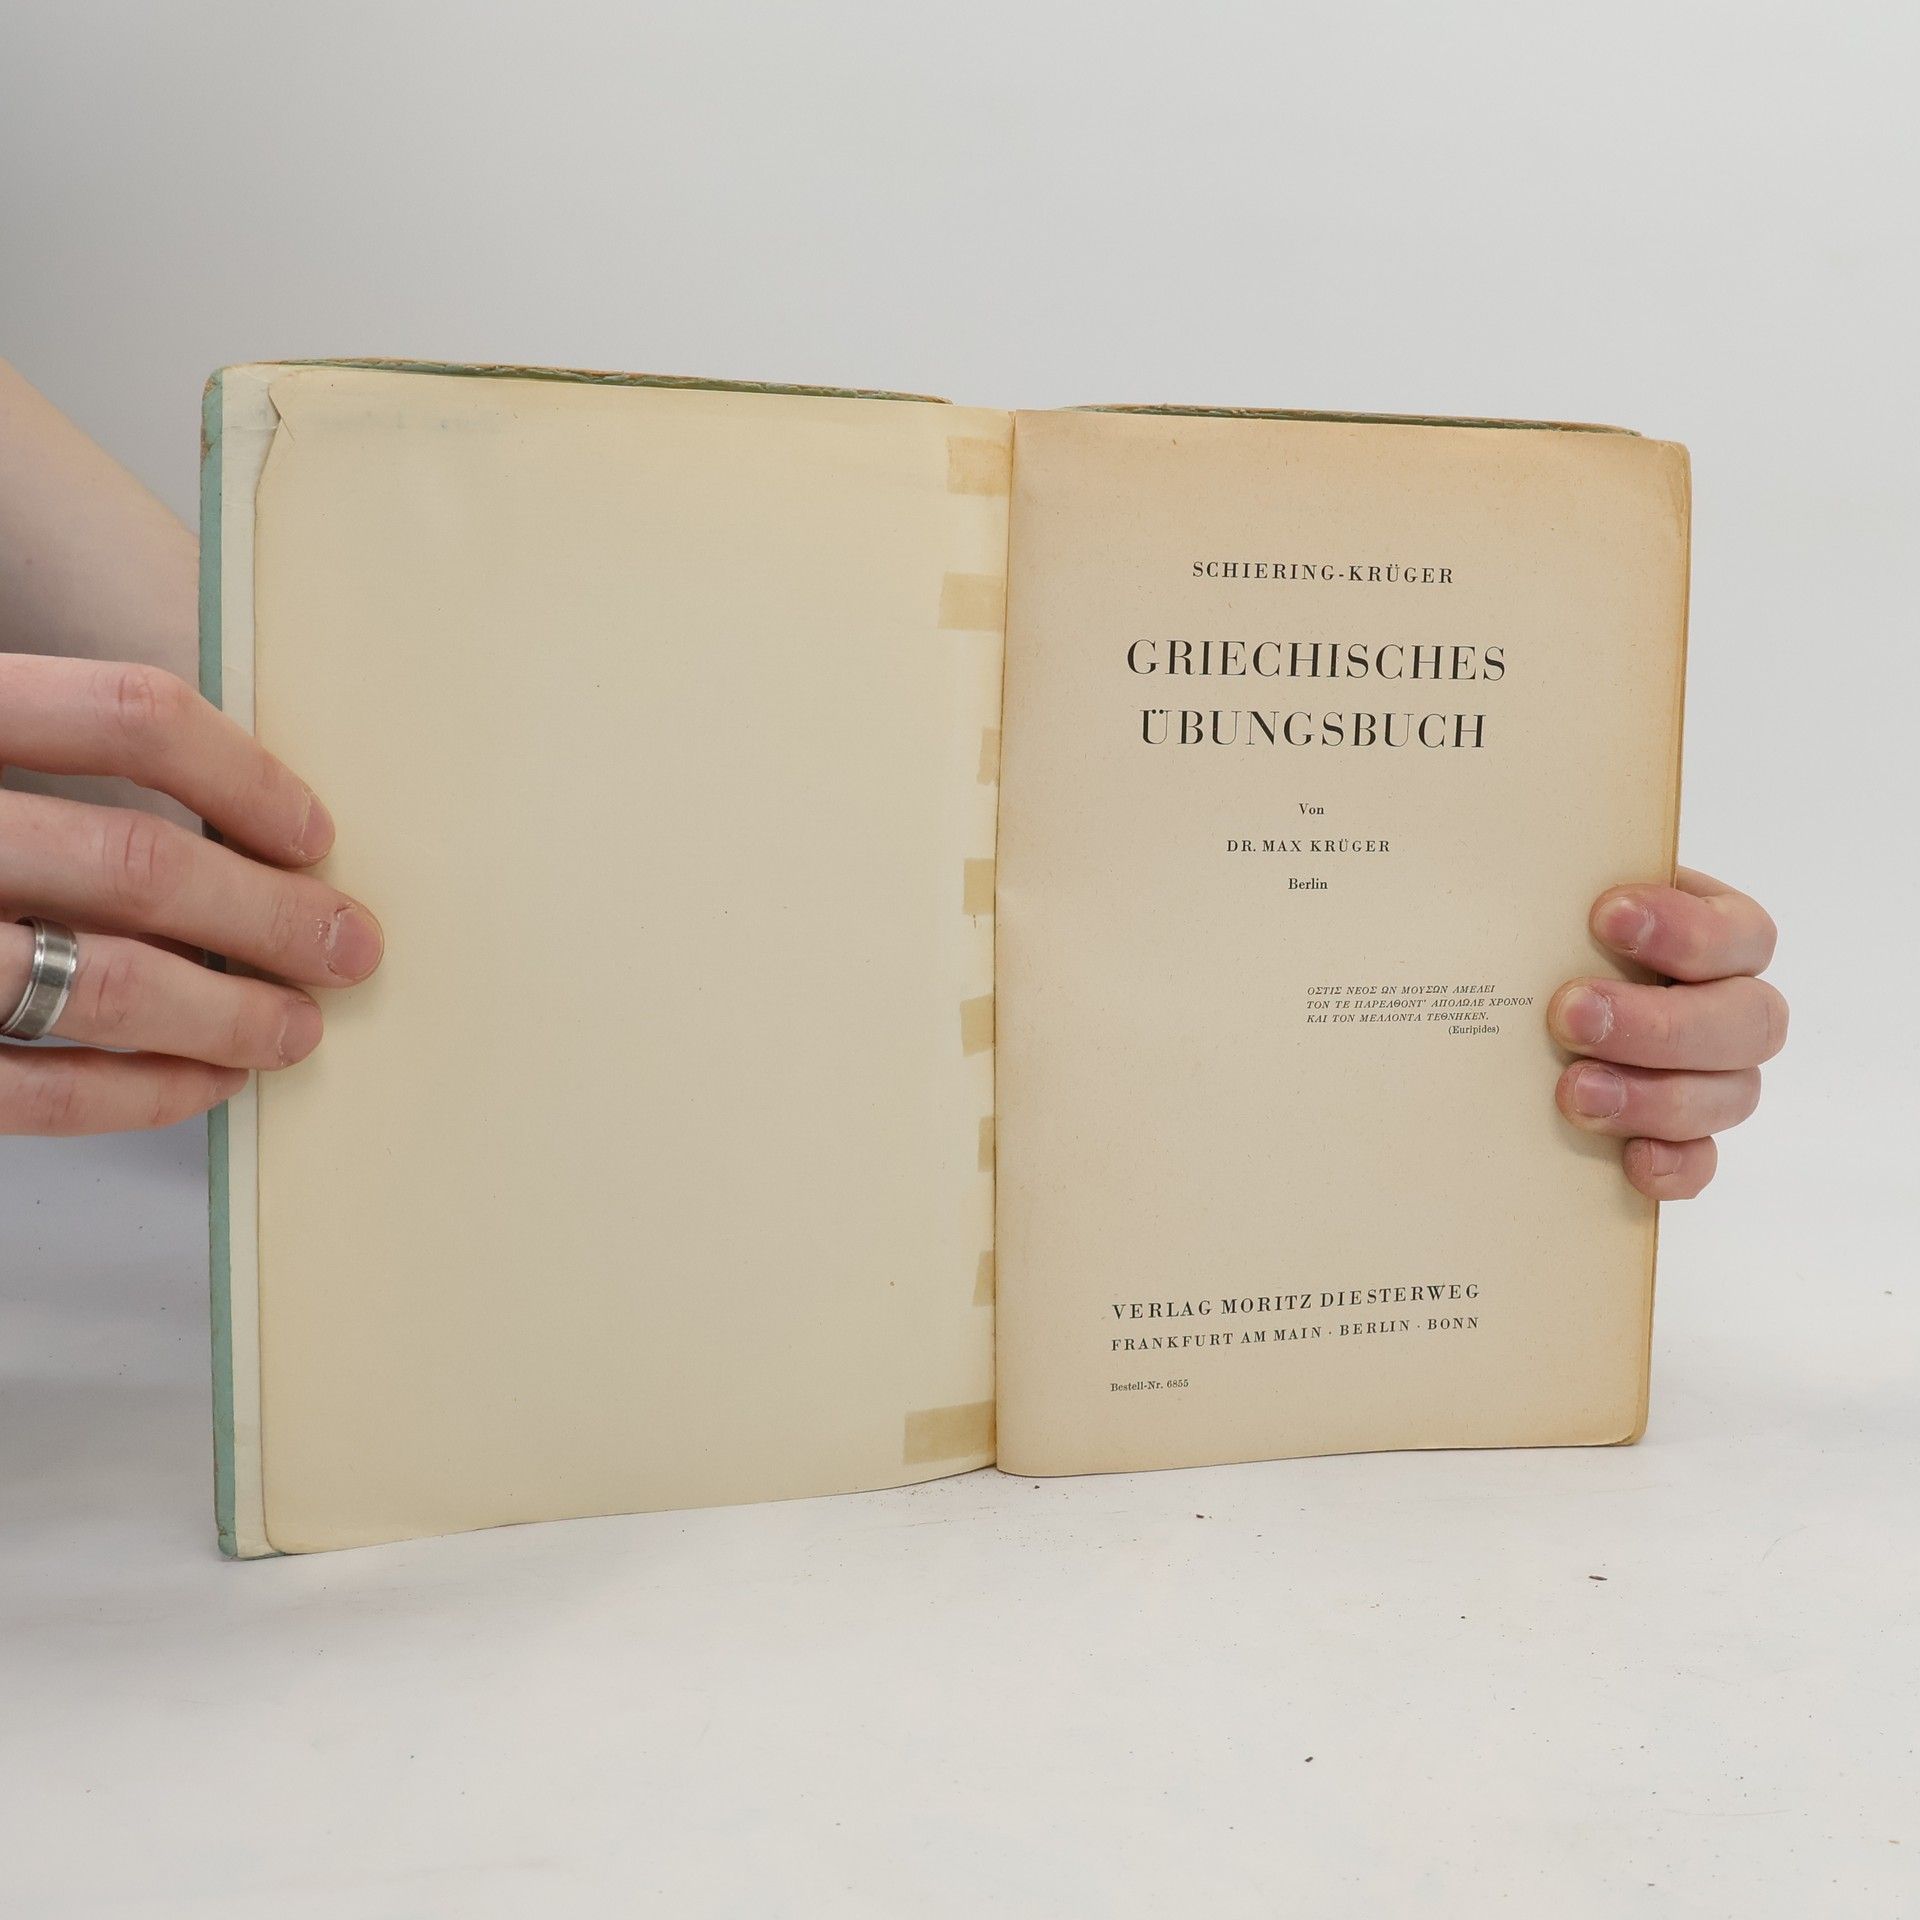 SCHIERING-KRÜGER
GRIECHISCHES
ÜBUNGSBUCH
Von
DR. MAX KRÜGER
Berlin
ΟΣΤΙΣ ΝΕΟΣ ΩΝ ΜΟΥΣΩΝ ΑΜΕΛΕΙ
ΤΟΝ ΤΕ ΠΑΡΕΛΘΟΝΤ' ΑΠΟΛΩΛΕ ΧΡΟΝΟΝ
ΚΑΙ ΤΟΝ ΜΕΛΛΟΝΤΑ ΤΕΘΝΗΚΕΝ.
(Euripides)
VERLAG MORITZ DIESTERWEG
FRANKFURT AM MAIN · BERLIN · BONN
Bestell-Nr. 6855